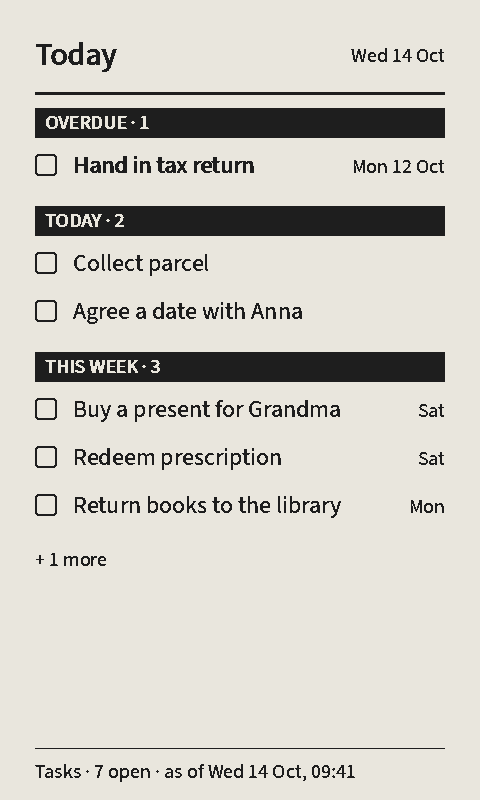 Today Wed 14 Oct
OVERDUE · 1
Hand in tax return Mon 12 Oct
TODAY · 2
Collect parcel
Agree a date with Anna
THIS WEEK · 3
Buy a present for Grandma Sat
Redeem prescription Sat
Return books to the library Mon
+ 1 more
Tasks · 7 open · as of Wed 14 Oct, 09:41